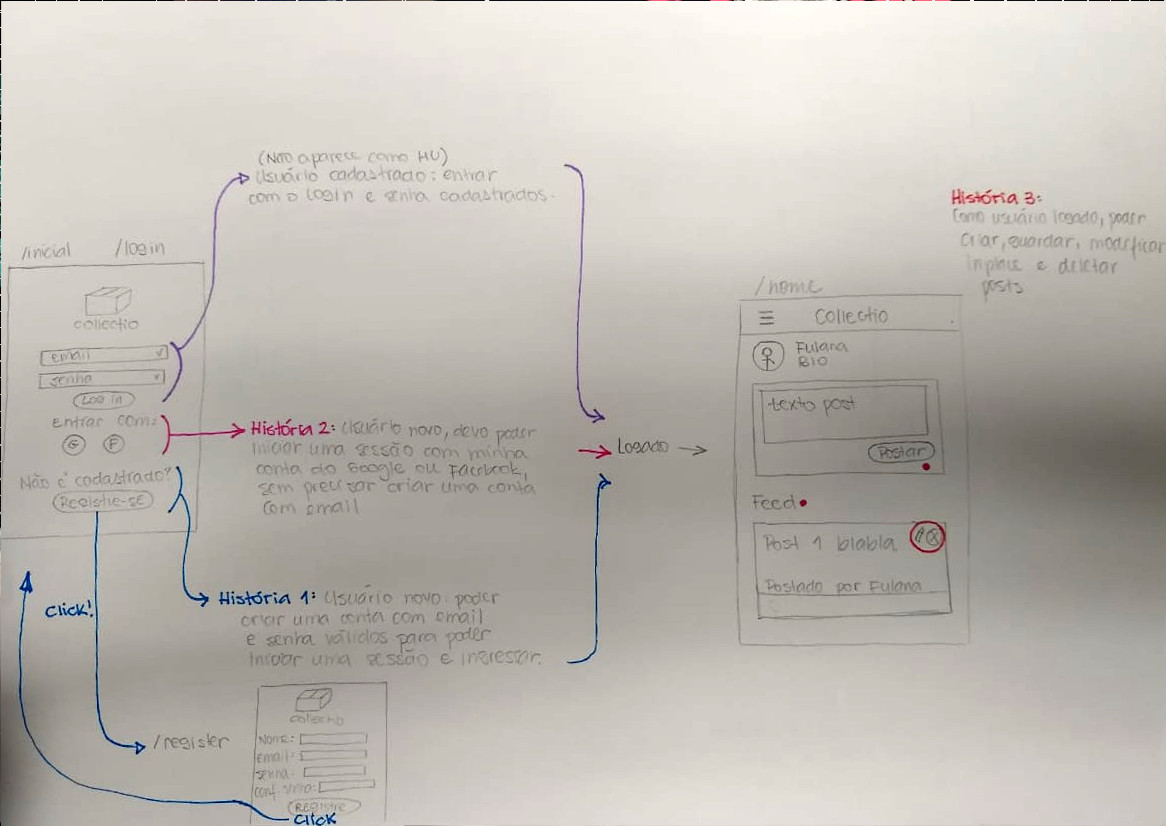 (Não aparece como HU)
Usuário cadastrado: entrar
com o login e senha cadastrados.
/inicial /login
collectio
email
senha
Log in
Entrar com:
G F
Não é cadastrado?
Registre-se
História 2: Usuário novo, devo poder
iniciar uma sessão com minha
conta do Google ou Facebook,
sem precisar criar uma conta
com email
Click!
História 1: Usuário novo: poder
criar uma conta com email
e senha válidos para poder
iniciar uma sessão e ingressar.
/register
collectio
Nome:
email:
senha:
conf. senha:
Registre
Click
Logado
História 3:
Como usuário logado, poder
criar, guardar, modificar
inplace e deletar
posts
/home
Collectio
Fulana
BIO
texto post
Postar
Feed
Post 1 blabla
X
Postado por Fulana